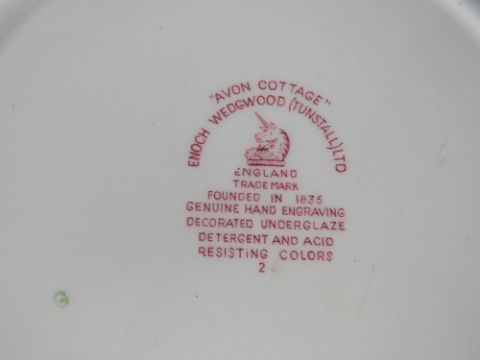 "AVON COTTAGE"
ENOCH WEDGWOOD (TUNSTALL) LTD
ENGLAND
TRADE MARK
FOUNDED IN 1835
GENUINE HAND ENGRAVING
DECORATED UNDERGLAZE
DETERGENT AND ACID
RESISTING COLORS
2
G